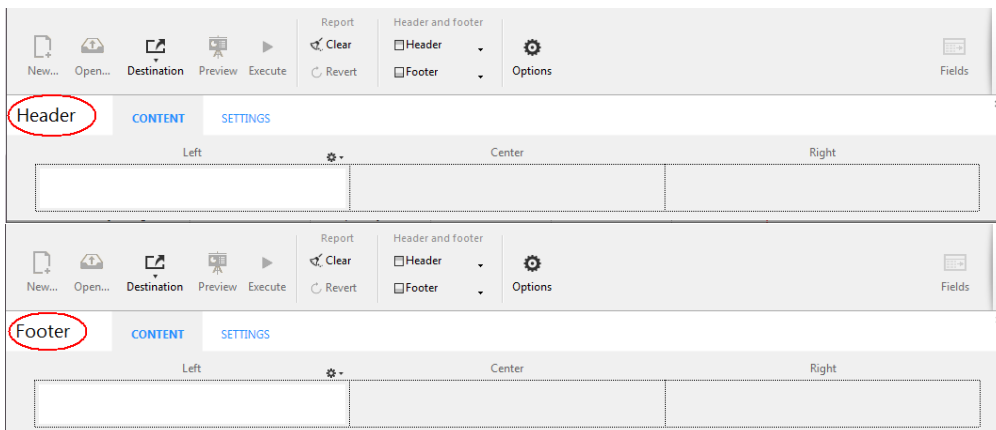 Report Header and footer
Clear Header
New... Open... Destination Preview Execute Revert Footer Options Fields
Header CONTENT SETTINGS
Left Center Right
Report Header and footer
Clear Header
New... Open... Destination Preview Execute Revert Footer Options Fields
Footer CONTENT SETTINGS
Left Center Right